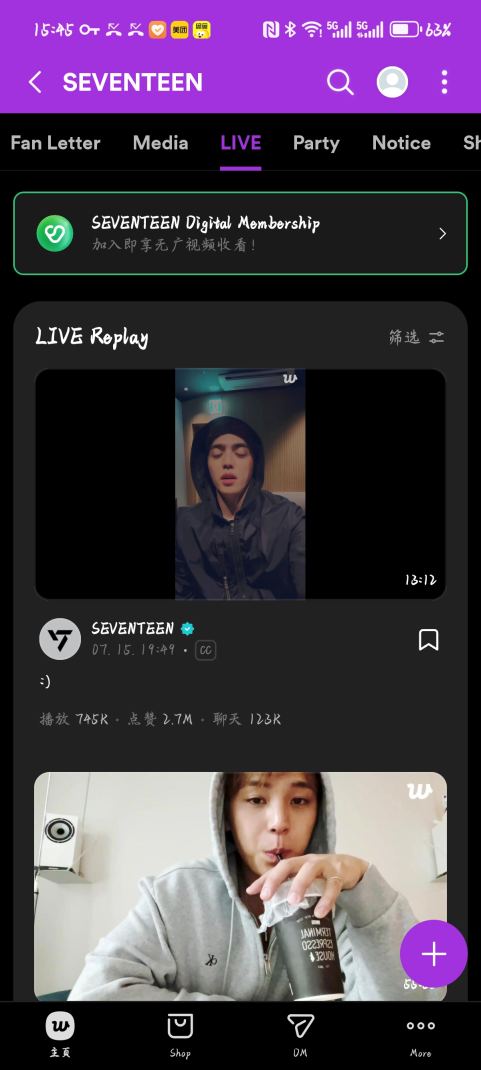 15:45 美团 5G 5G 63%
SEVENTEEN
Fan Letter Media LIVE Party Notice Sh
SEVENTEEN Digital Membership
加入即享无广视频收看!
LIVE Replay 筛选
w
13:12
SEVENTEEN
07. 15. 19:49 · CC
:)
播放 745K · 点赞 2.7M · 聊天 123K
w
TERMINAL
ESPRESSO
HOUSE
w
主页 Shop DM More